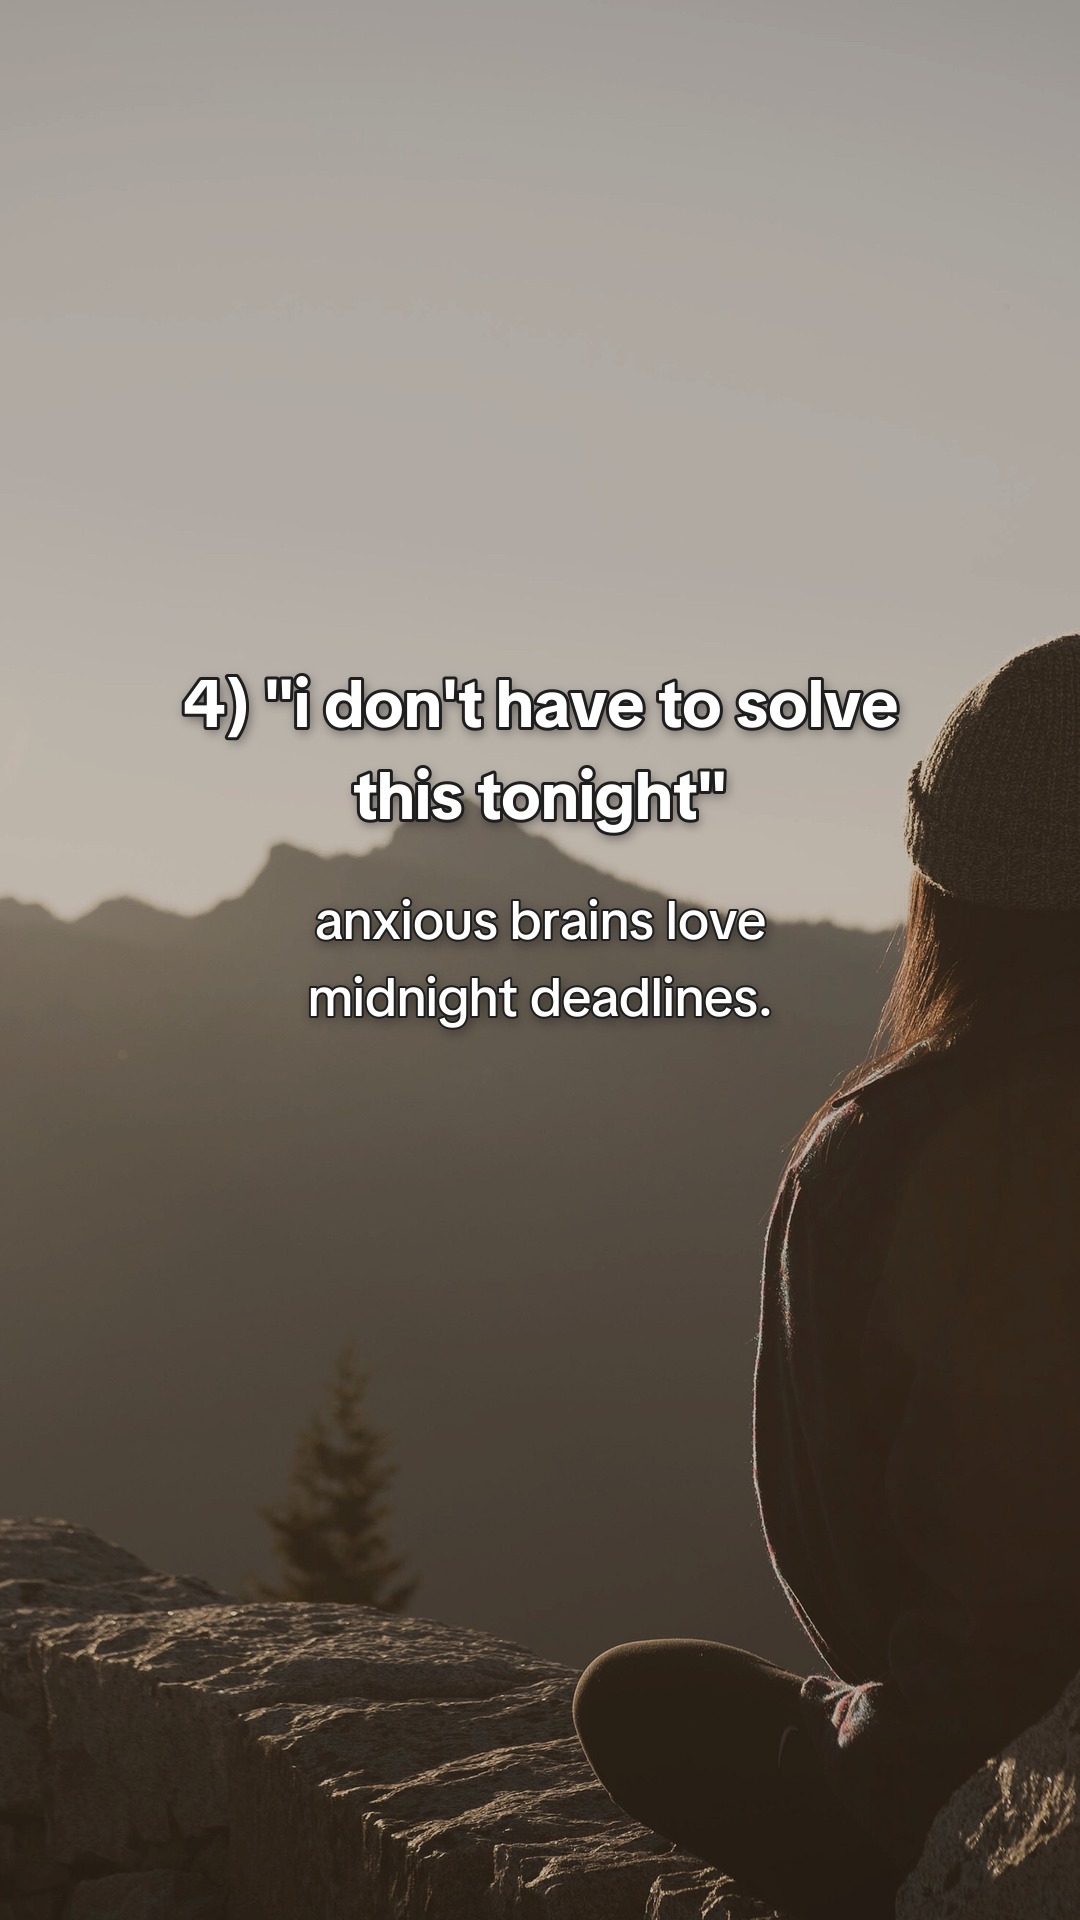 4) "i don't have to solve
this tonight"
anxious brains love
midnight deadlines.